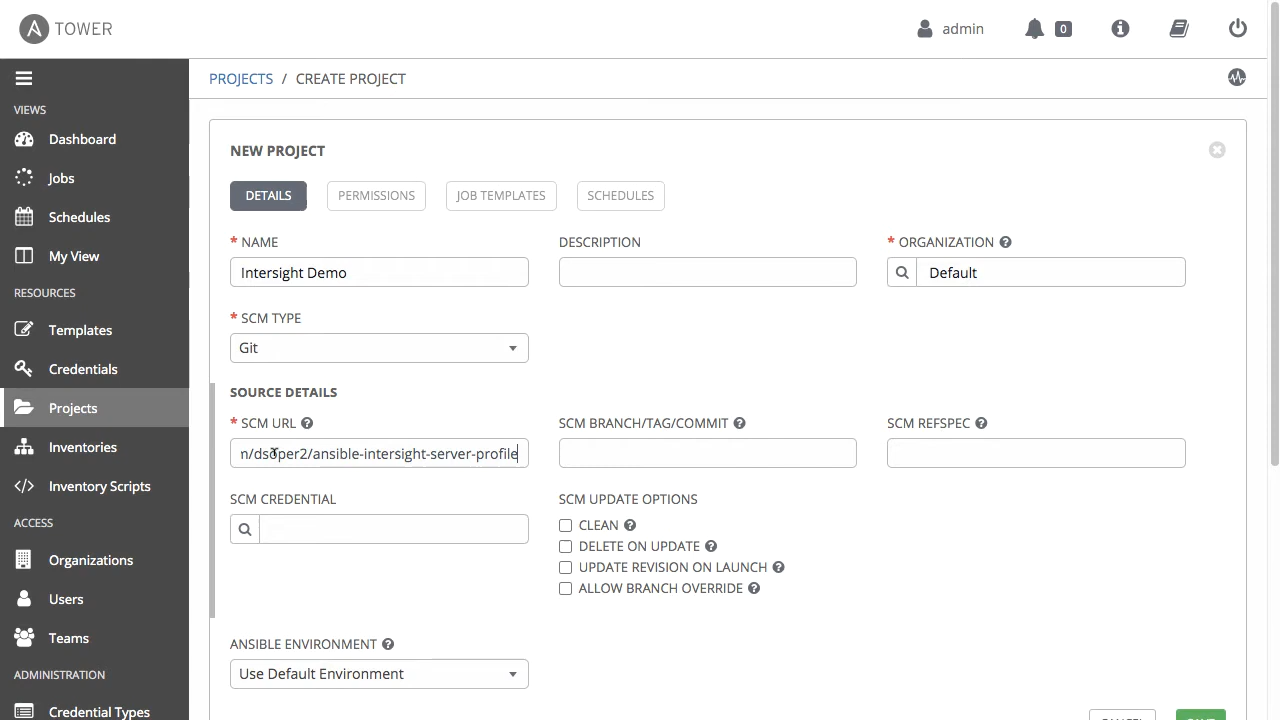 TOWER
admin
0
PROJECTS / CREATE PROJECT
VIEWS
Dashboard
Jobs
Schedules
My View
RESOURCES
Templates
Credentials
Projects
Inventories
Inventory Scripts
ACCESS
Organizations
Users
Teams
ADMINISTRATION
Credential Types
NEW PROJECT
DETAILS PERMISSIONS JOB TEMPLATES SCHEDULES
* NAME DESCRIPTION * ORGANIZATION
Intersight Demo Default
* SCM TYPE
Git
SOURCE DETAILS
* SCM URL SCM BRANCH/TAG/COMMIT SCM REFSPEC
n/dsoper2/ansible-intersight-server-profile
SCM CREDENTIAL SCM UPDATE OPTIONS
CLEAN
DELETE ON UPDATE
UPDATE REVISION ON LAUNCH
ALLOW BRANCH OVERRIDE
ANSIBLE ENVIRONMENT
Use Default Environment